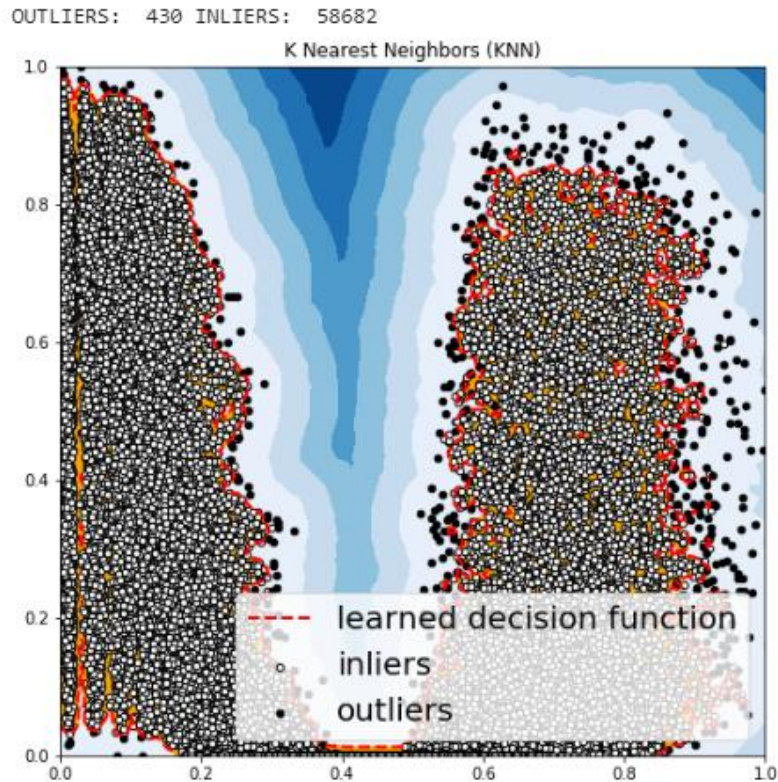 OUTLIERS:  430 INLIERS:  58682
K Nearest Neighbors (KNN)
1.0
0.8
0.6
0.4
0.2
0.0
learned decision function
inliers
outliers
0.0 0.2 0.4 0.6 0.8 1.0